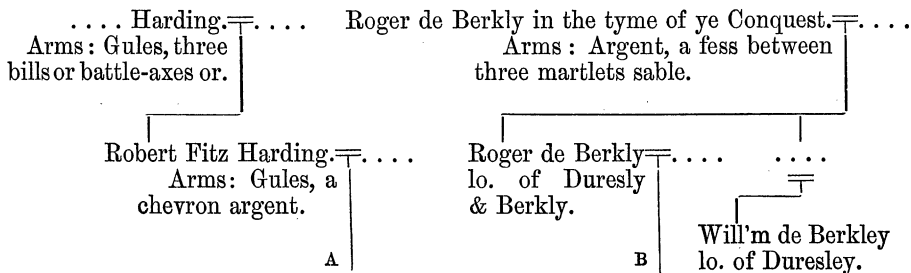 .... Harding.╤.... Roger de Berkly in the tyme of ye Conquest.╤....
Arms: Gules, three
bills or battle-axes or.
Arms: Argent, a fess between
three martlets sable.
Robert Fitz Harding.╤....
Arms: Gules, a
chevron argent.
A
Roger de Berkly╤....
lo. of Duresly
& Berkly.
B
....
Will'm de Berkley
lo. of Duresley.